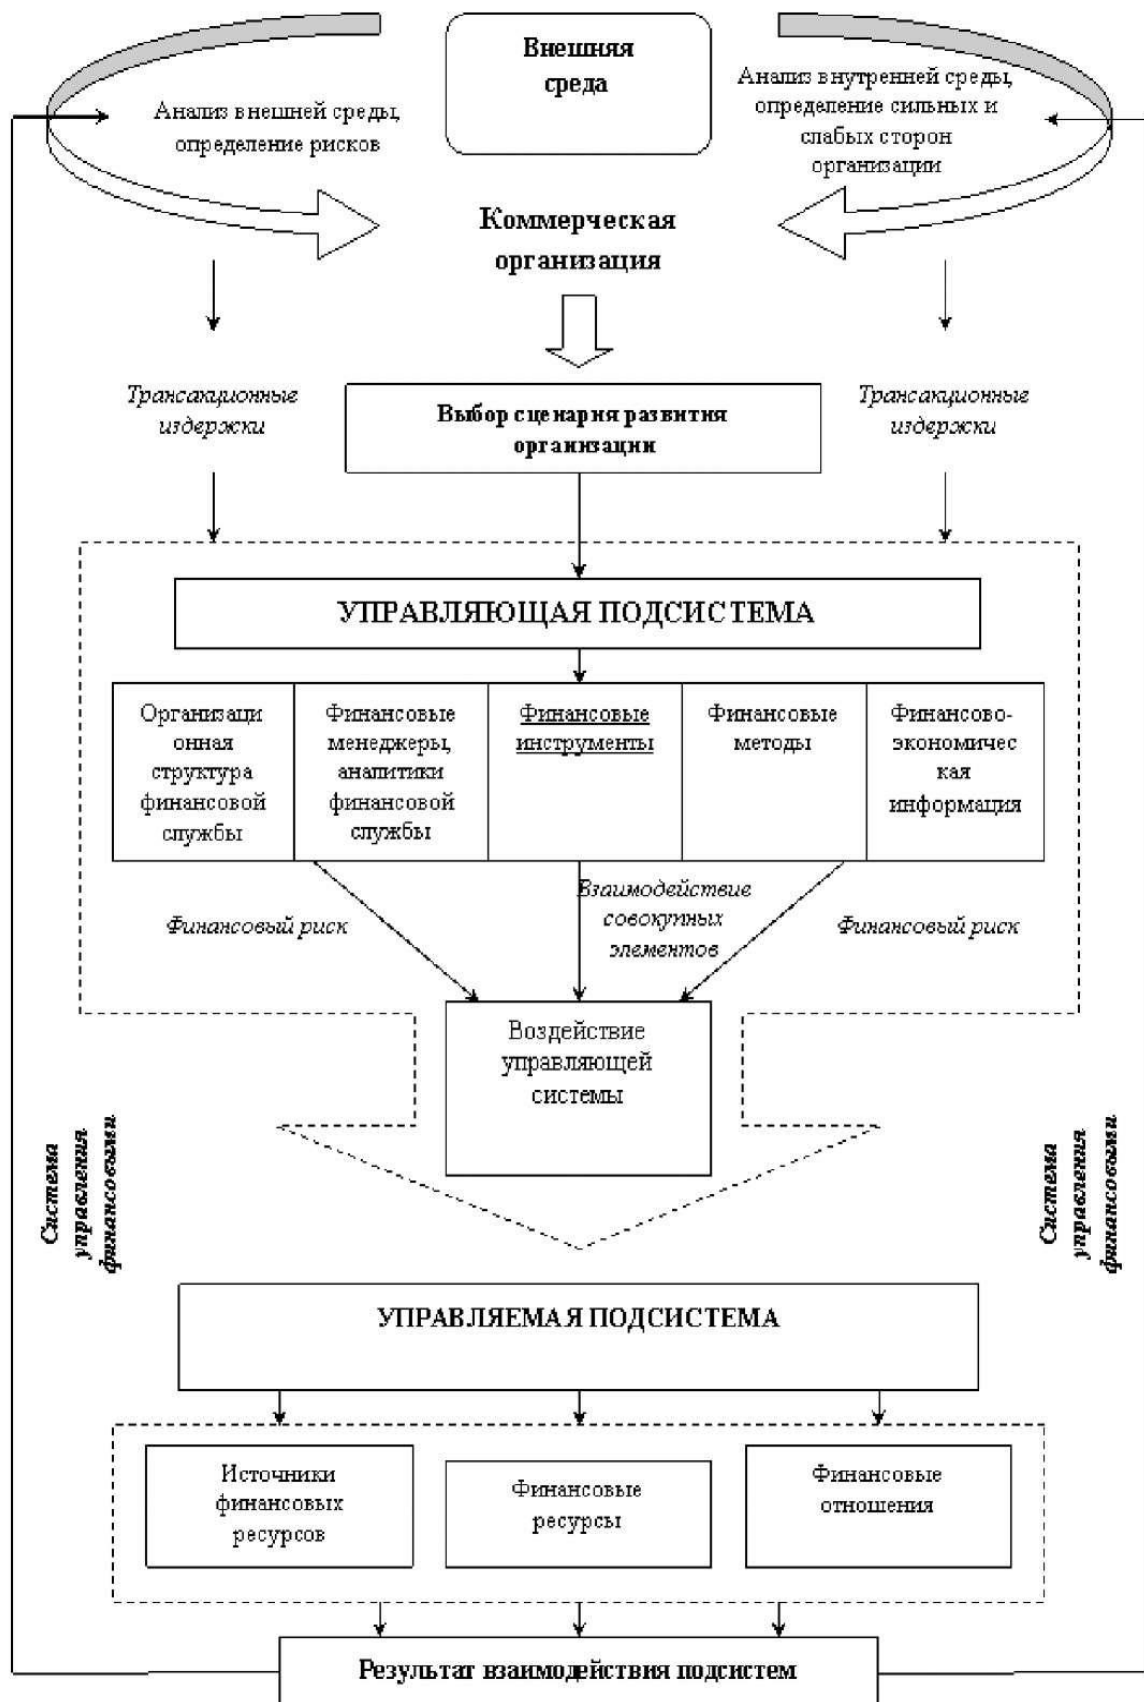 Внешняя
среда
Анализ внешней среды,
определение рисков
Анализ внутренней среды,
определение сильных и
слабых сторон
организации
Коммерческая
организация
Трансакционные
издержки
Выбор сценария развития
организации
Трансакционные
издержки
УПРАВЛЯЮЩАЯ ПОДСИСТЕМА
Организаци
онная
структура
финансовой
службы
Финансовые
менеджеры,
аналитики
финансовой
службы
Финансовые
инструменты
Финансовые
методы
Финансово-
экономичес
кая
информация
Финансовый риск
Взаимодействие
совокупных
элементов
Финансовый риск
Воздействие
управляющей
системы
Система
управления
финансовыми
Система
управления
финансовыми
УПРАВЛЯЕМАЯ ПОДСИСТЕМА
Источники
финансовых
ресурсов
Финансовые
ресурсы
Финансовые
отношения
Результат взаимодействия подсистем